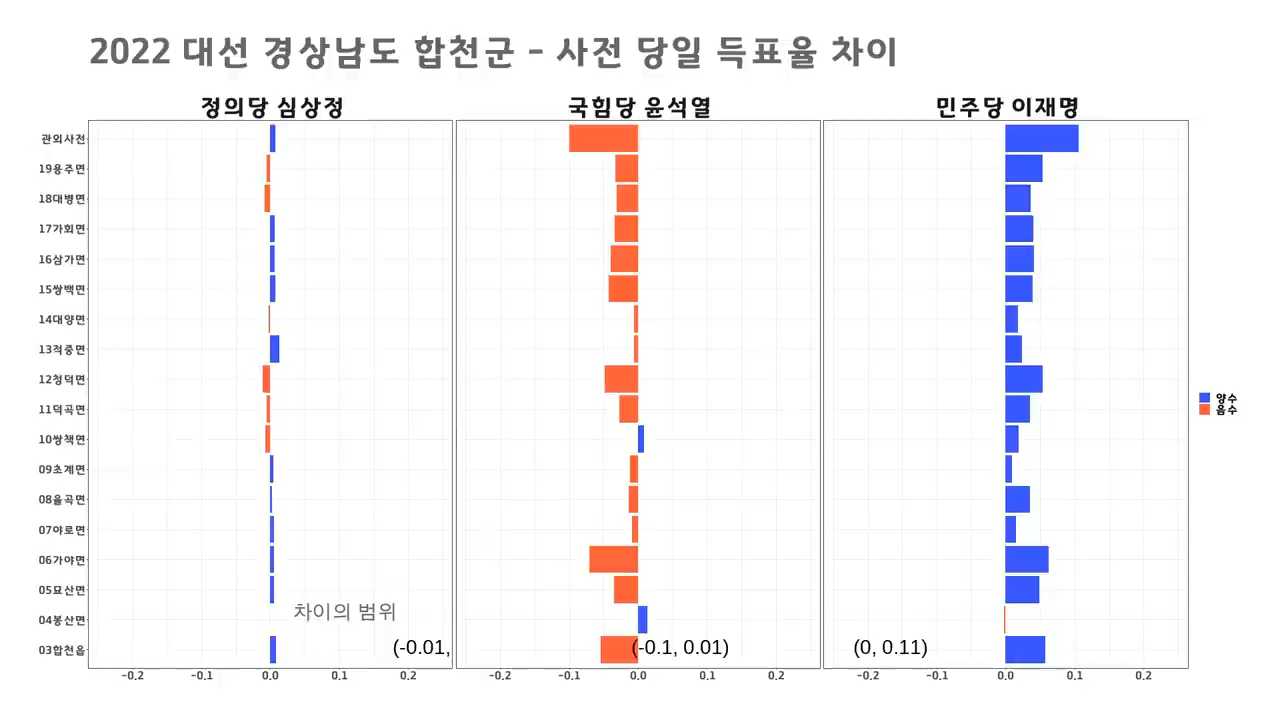 2022 대선 경상남도 합천군 - 사전 당일 득표율 차이
정의당 심상정 국힘당 윤석열 민주당 이재명
관외사전
19용주면
18대병면
17가회면
16삼가면
15쌍백면
14대양면
13적중면
12청덕면
11덕곡면
10쌍책면
09초계면
08율곡면
07야로면
06가야면
05묘산면
04봉산면
03합천읍
차이의 범위
(-0.01, (-0.1, 0.01) (0, 0.11)
-0.2 -0.1 0.0 0.1 0.2 -0.2 -0.1 0.0 0.1 0.2 -0.2 -0.1 0.0 0.1 0.2
양수
음수